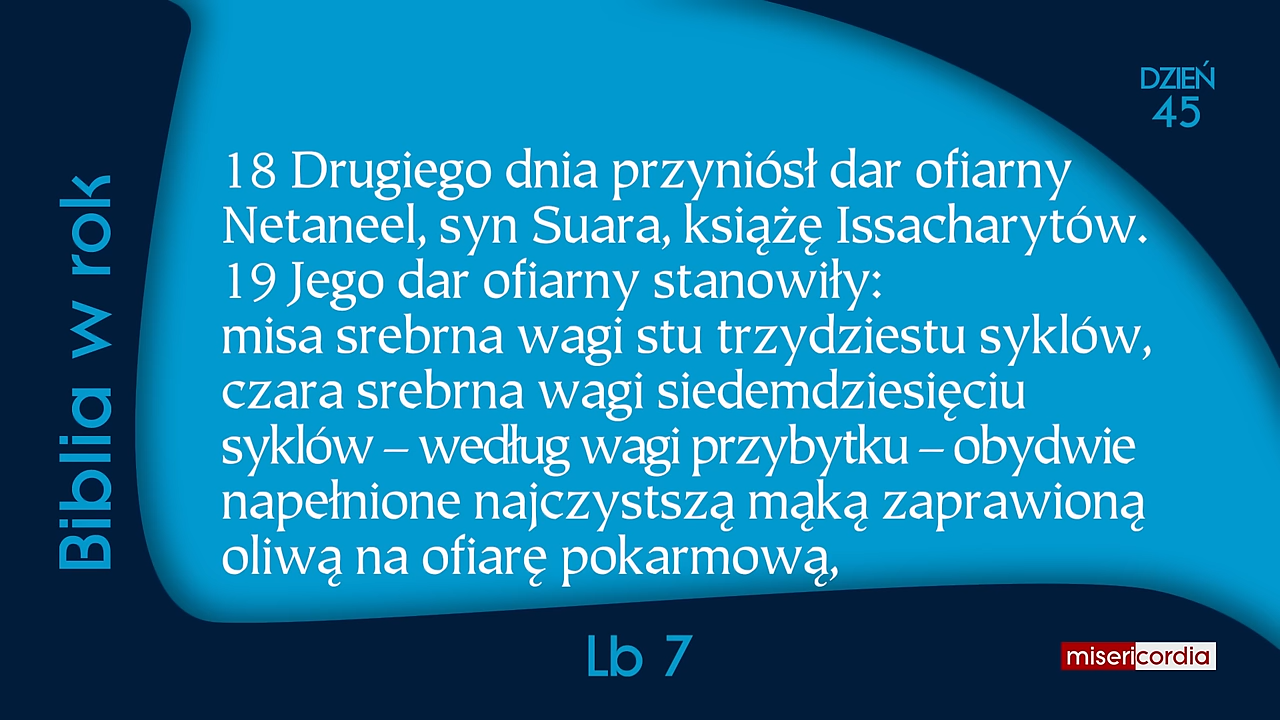 DZIEŃ
45
Biblia w rok
18 Drugiego dnia przyniósł dar ofiarny
Netaneel, syn Suara, książę Issacharytów.
19 Jego dar ofiarny stanowiły:
misa srebrna wagi stu trzydziestu syklów,
czara srebrna wagi siedemdziesięciu
syklów – według wagi przybytku – obydwie
napełnione najczystszą mąką zaprawioną
oliwą na ofiarę pokarmową,
Lb 7
misericordia